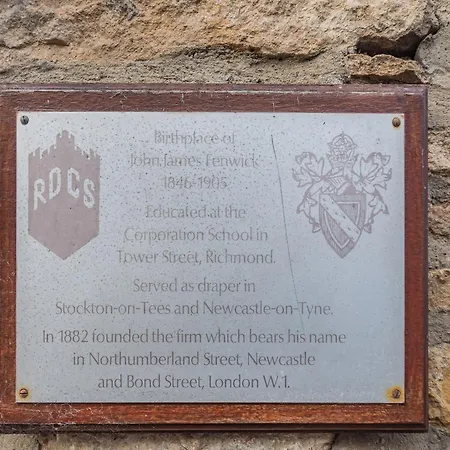 RDCS
Birthplace of
John James Fenwick
1846-1905
Educated at the
Corporation School in
Tower Street, Richmond.
Served as draper in
Stockton-on-Tees and Newcastle-on-Tyne.
In 1882 founded the firm which bears his name
in Northumberland Street, Newcastle
and Bond Street, London W.1.